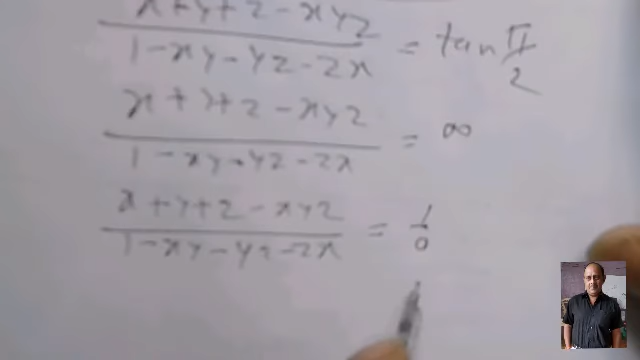 x+y+z-xyz
───────── = tan π/2
1-xy-yz-zx
x+y+z-xyz
───────── = ∞
1-xy-yz-zx
x+y+z-xyz
───────── = 1/0
1-xy-yz-zx